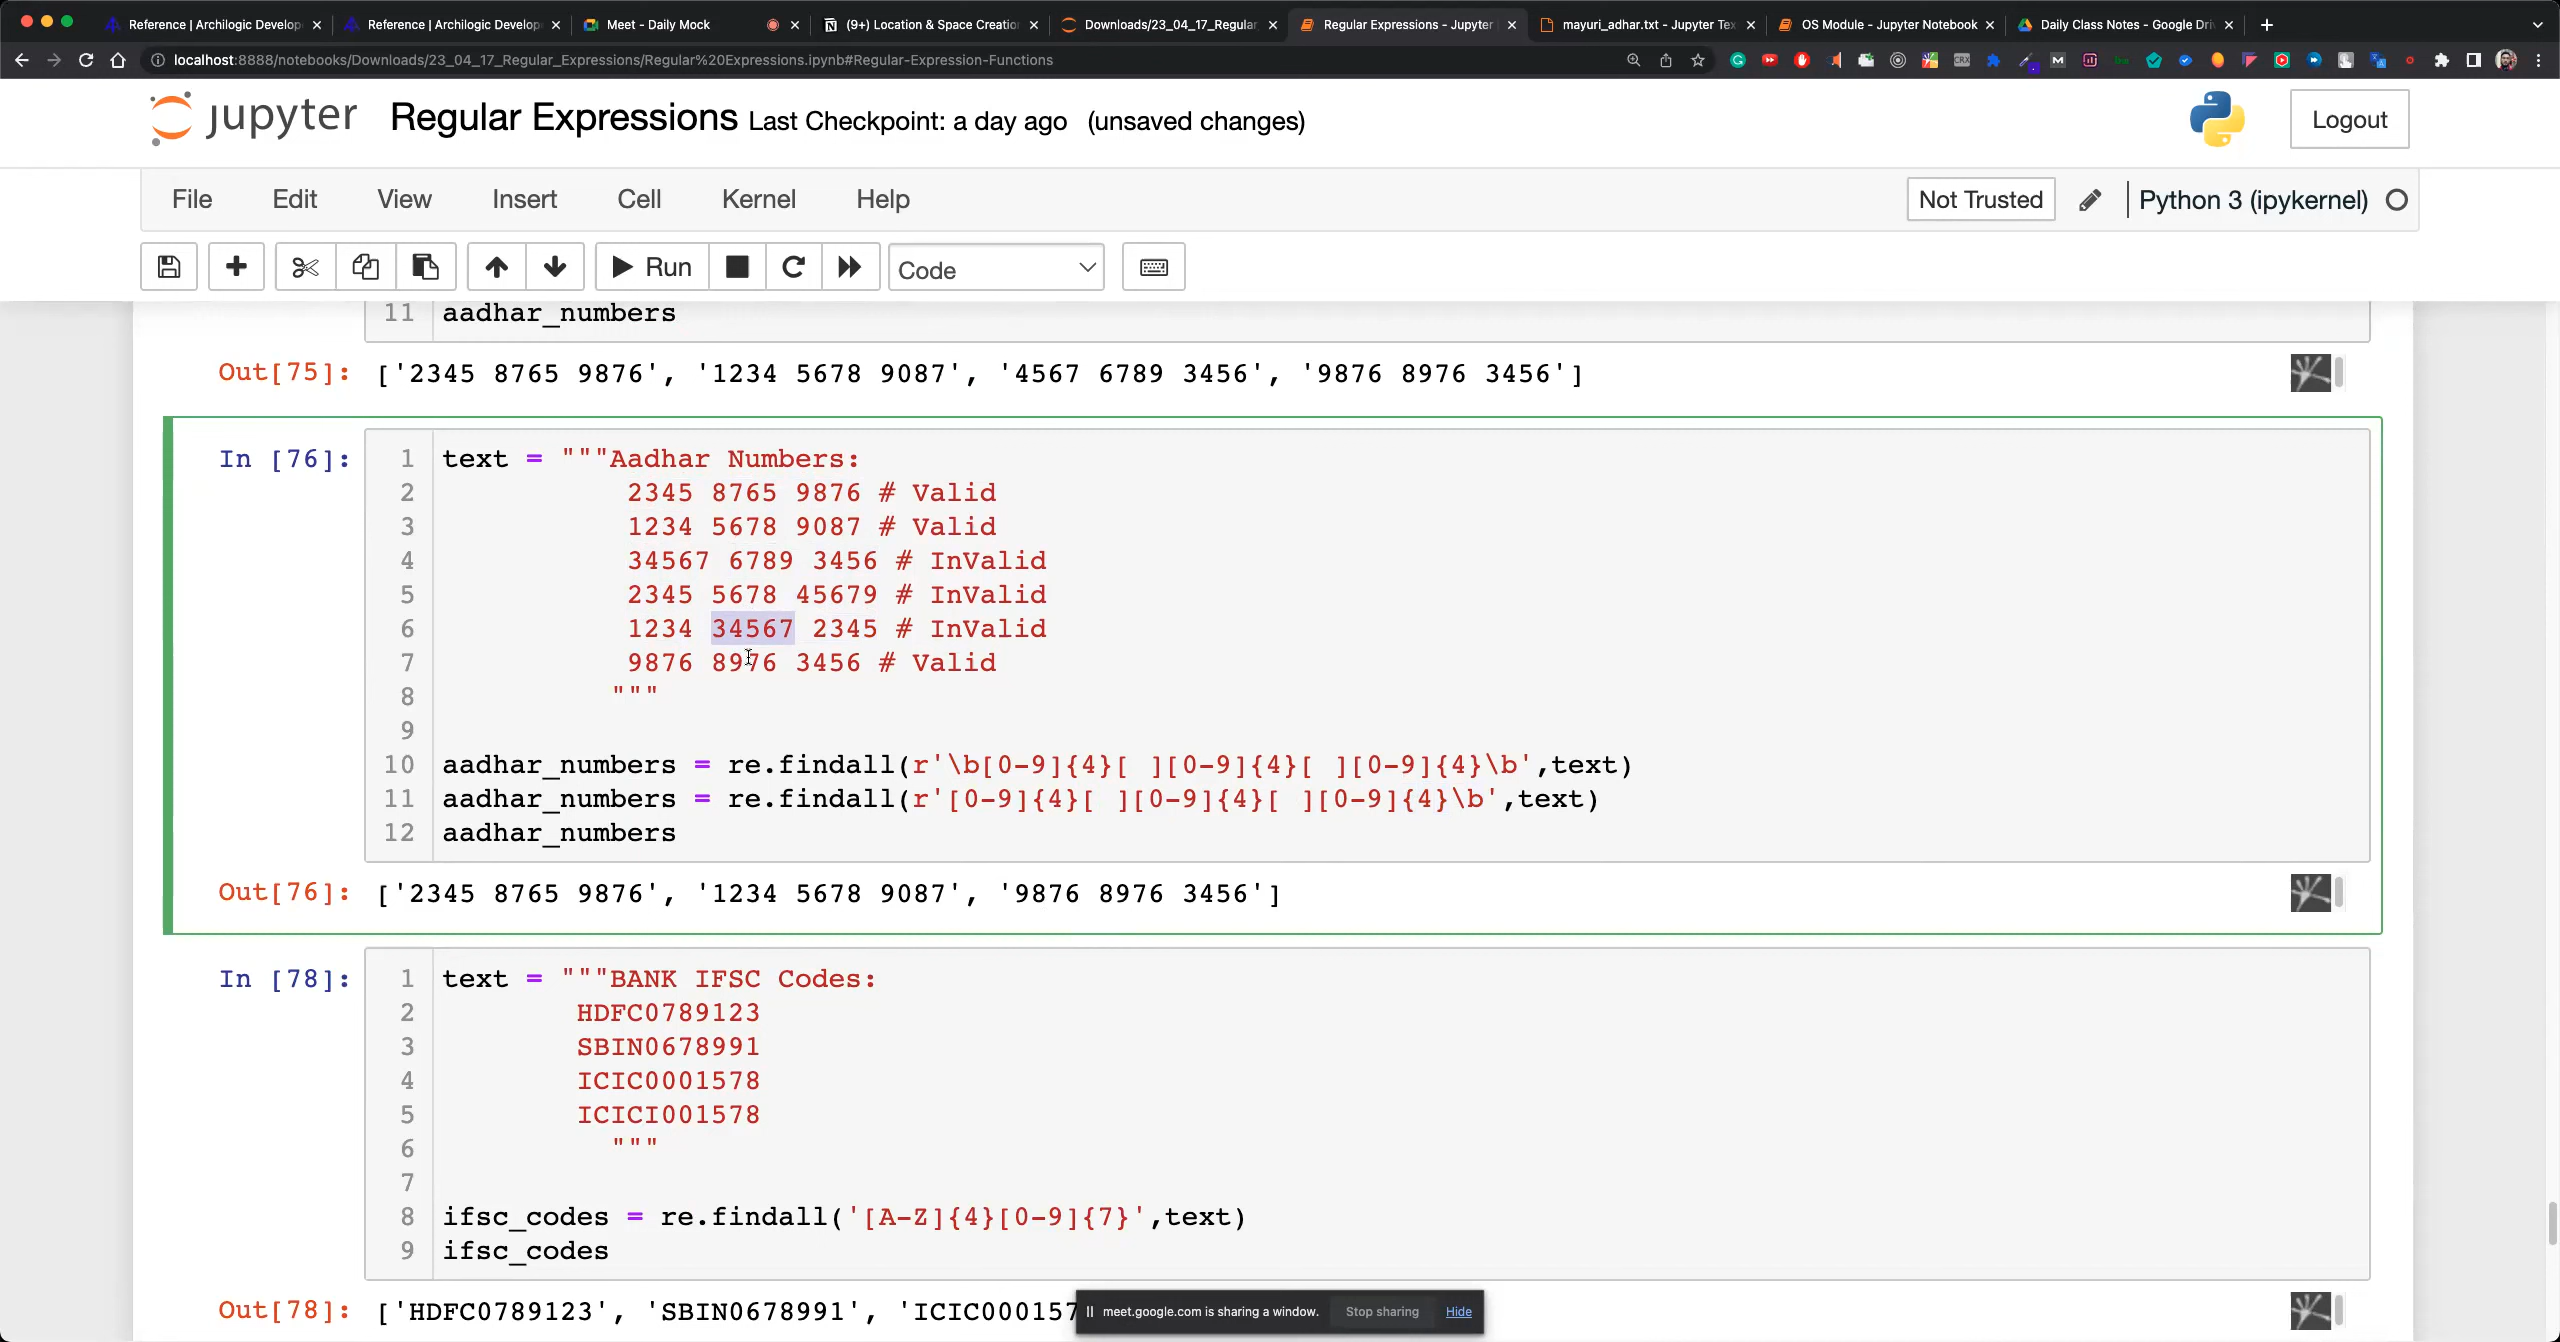 Reference | Archilogic Develop
Reference | Archilogic Develop
Meet - Daily Mock
(9+) Location & Space Creation
Downloads/23_04_17_Regular
Regular Expressions - Jupyter
mayuri_adhar.txt - Jupyter Tex
OS Module - Jupyter Notebook
Daily Class Notes - Google Dri
localhost:8888/notebooks/Downloads/23_04_17_Regular_Expressions/Regular%20Expressions.ipynb#Regular-Expression-Functions
jupyter Regular Expressions Last Checkpoint: a day ago (unsaved changes)
Logout
File Edit View Insert Cell Kernel Help
Not Trusted
Python 3 (ipykernel)
Run
Code
11 aadhar_numbers
Out[75]: ['2345 8765 9876', '1234 5678 9087', '4567 6789 3456', '9876 8976 3456']
In [76]: 1 text = """Aadhar Numbers:
2 2345 8765 9876 # Valid
3 1234 5678 9087 # Valid
4 34567 6789 3456 # InValid
5 2345 5678 45679 # InValid
6 1234 34567 2345 # InValid
7 9876 8976 3456 # Valid
8 """
9
10 aadhar_numbers = re.findall(r'\b[0-9]{4}[ ][0-9]{4}[ ][0-9]{4}\b',text)
11 aadhar_numbers = re.findall(r'[0-9]{4}[ ][0-9]{4}[ ][0-9]{4}\b',text)
12 aadhar_numbers
Out[76]: ['2345 8765 9876', '1234 5678 9087', '9876 8976 3456']
In [78]: 1 text = """BANK IFSC Codes:
2 HDFC0789123
3 SBIN0678991
4 ICIC0001578
5 ICICI001578
6 """
7
8 ifsc_codes = re.findall('[A-Z]{4}[0-9]{7}',text)
9 ifsc_codes
Out[78]: ['HDFC0789123', 'SBIN0678991', 'ICIC000157
meet.google.com is sharing a window. Stop sharing Hide